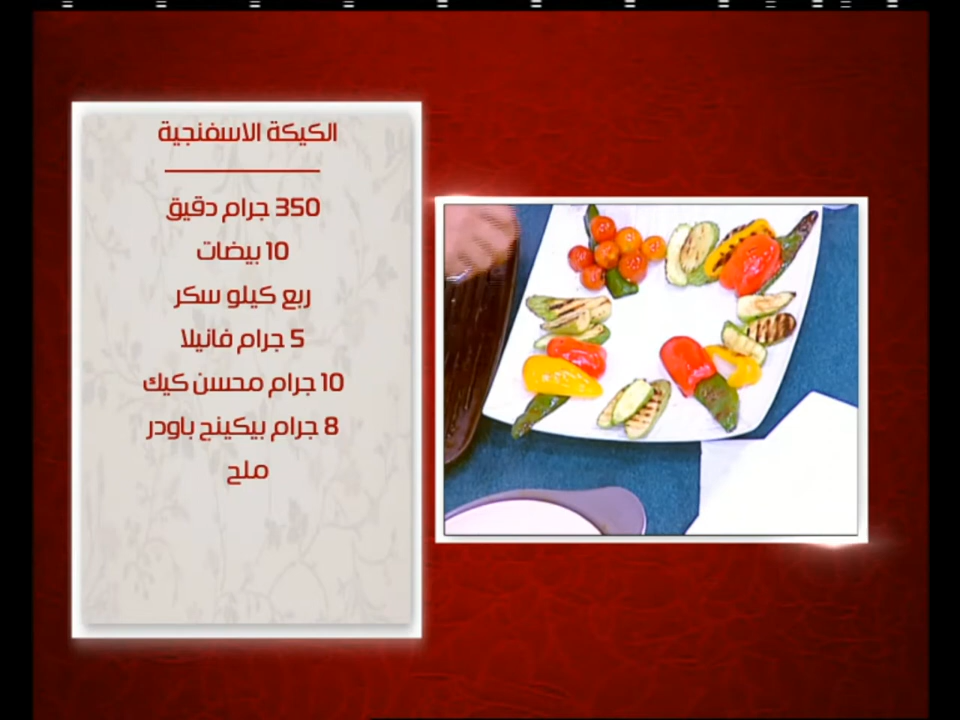 الكيكة الاسفنجية
350 جرام دقيق
10 بيضات
ربع كيلو سكر
5 جرام فانيلا
10 جرام محسن كيك
8 جرام بيكينج باودر
ملح